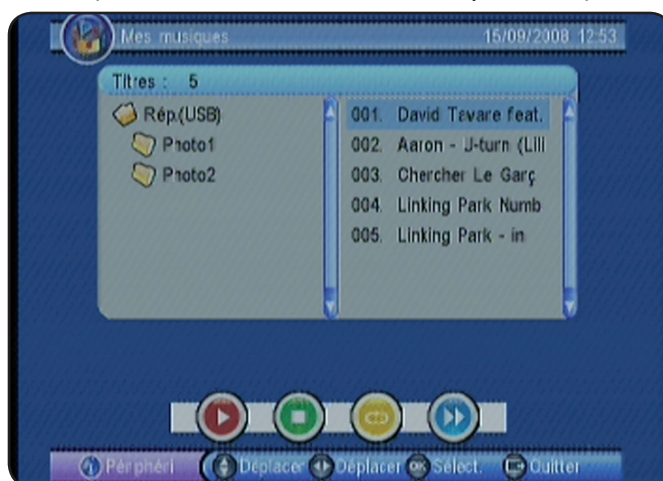 Mes musiques 15/09/2008 12:53
Titres : 5
Rép.(USB)
Photo1
Photo2
001. David Tavare feat.
002. Aaron - U-turn (Lili
003. Chercher Le Garç
004. Linking Park Numb
005. Linking Park - in
Périphéri Déplacer Déplacer OK Sélect. Quitter